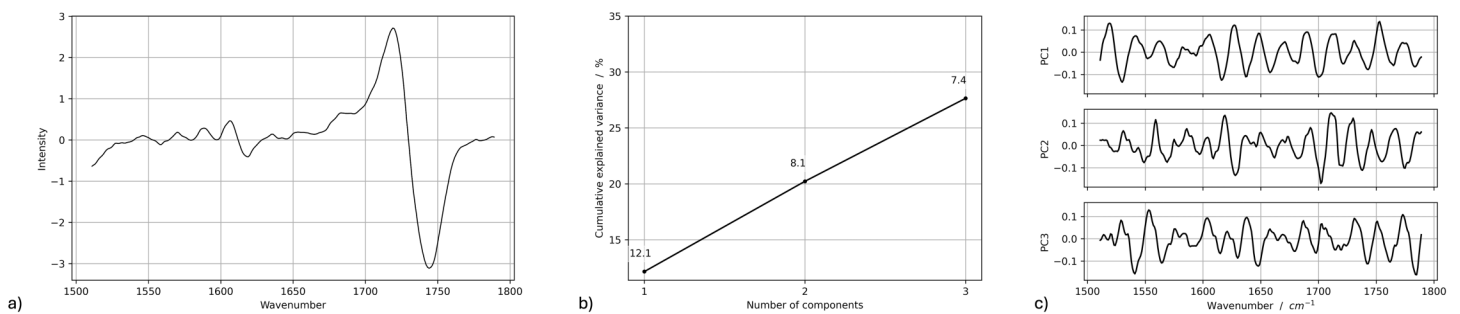 3
2
1
0
−1
−2
−3
Intensity
1500 1550 1600 1650 1700 1750 1800
Wavenumber
a)
35
30
25
20
15
Cumulative explained variance / %
12.1
8.1
7.4
1 2 3
Number of components
b)
0.1
0.0
−0.1
PC1
0.1
0.0
−0.1
PC2
0.1
0.0
−0.1
PC3
1500 1550 1600 1650 1700 1750 1800
Wavenumber / cm⁻¹
c)